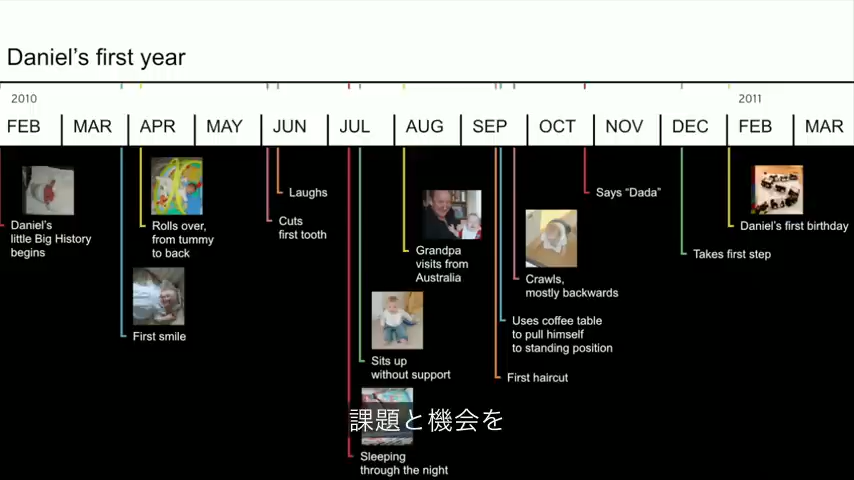 Daniel's first year
2010
2011
FEB
MAR
APR
MAY
JUN
JUL
AUG
SEP
OCT
NOV
DEC
FEB
MAR
Daniel's
little Big History
begins
Rolls over,
from tummy
to back
First smile
Laughs
Cuts
first tooth
Grandpa
visits from
Australia
Sits up
without support
Sleeping
through the night
Crawls,
mostly backwards
Uses coffee table
to pull himself
to standing position
First haircut
Says “Dada”
Takes first step
Daniel's first birthday
課題と機会を